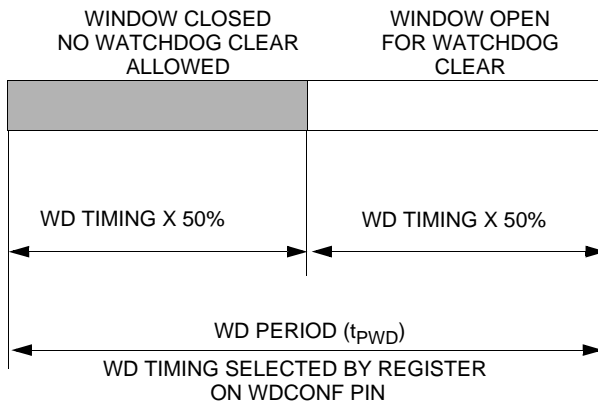 WINDOW CLOSED
NO WATCHDOG CLEAR
ALLOWED
WINDOW OPEN
FOR WATCHDOG
CLEAR
WD TIMING X 50%
WD TIMING X 50%
WD PERIOD (tPWD)
WD TIMING SELECTED BY REGISTER
ON WDCONF PIN